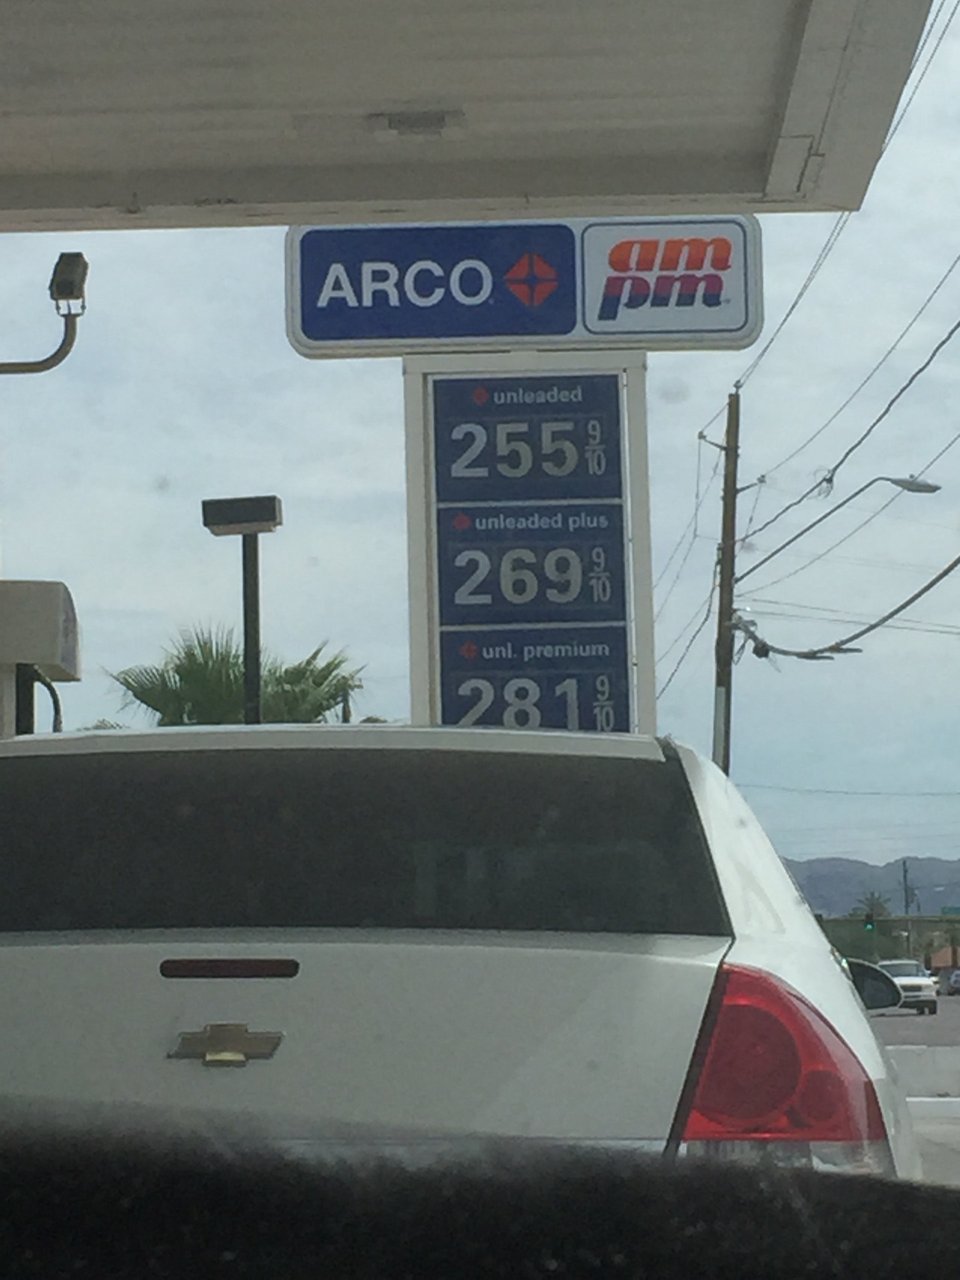 ARCO
am
pm
unleaded
255 9/10
unleaded plus
269 9/10
unl. premium
281 9/10